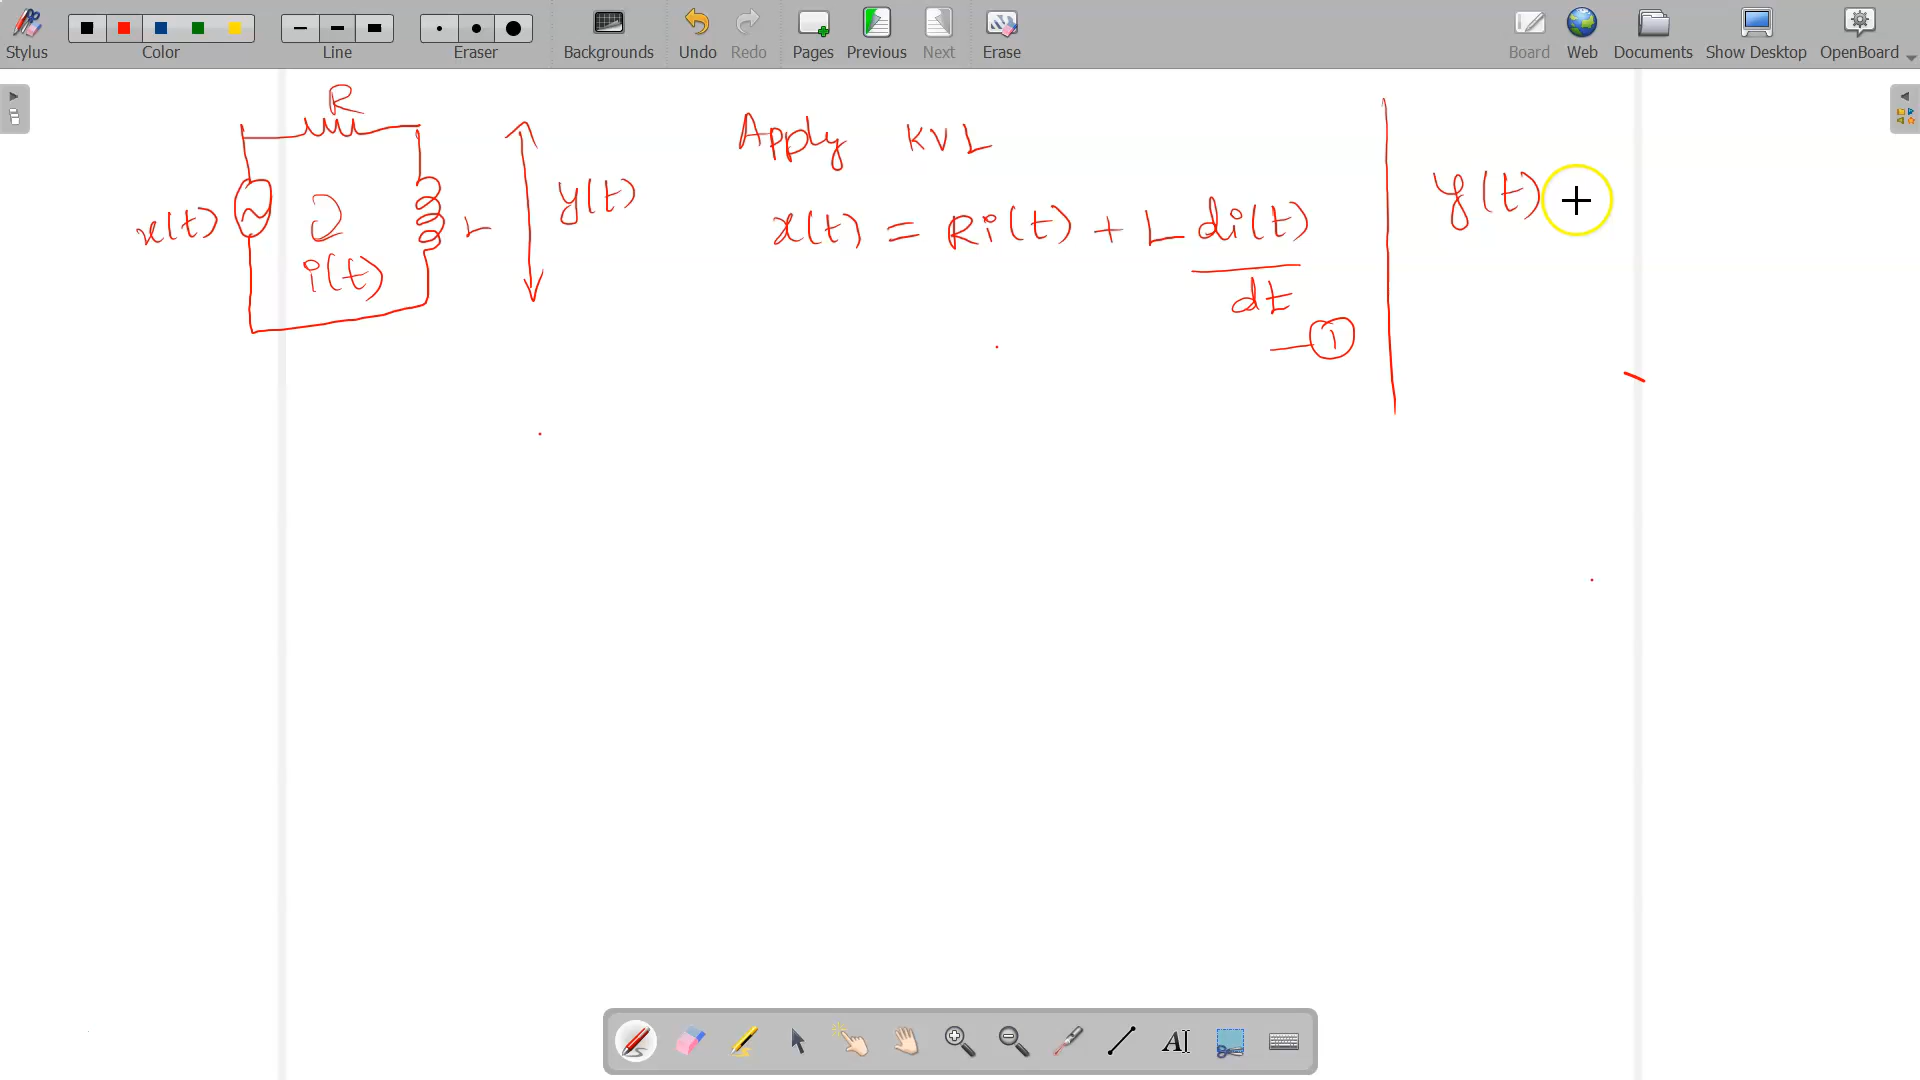 Stylus
Color
Line
Eraser
Backgrounds
Undo
Redo
Pages
Previous
Next
Erase
Board
Web
Documents
Show Desktop
OpenBoard
R
x(t)
i(t)
L
y(t)
Apply KVL
x(t) = Ri(t) + L di(t)
dt
1
y(t)
AI